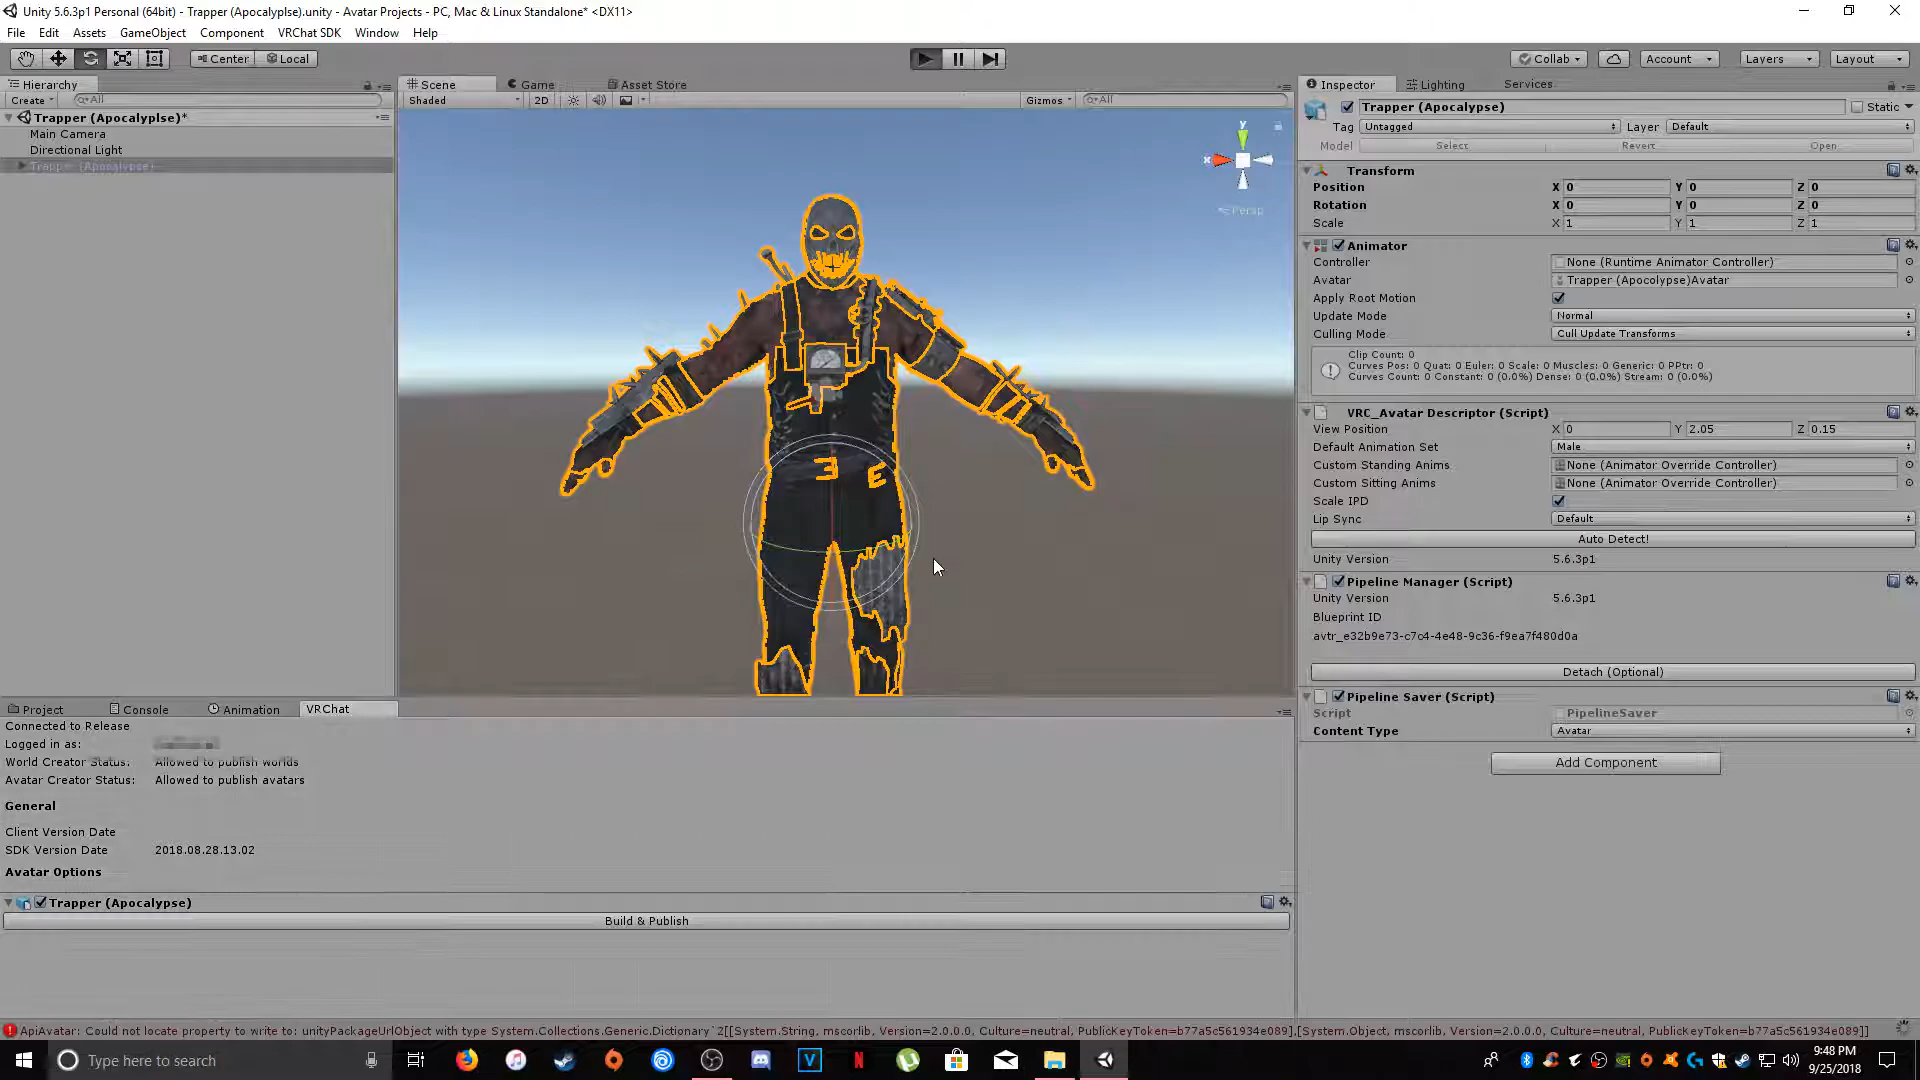 Unity 5.6.3p1 Personal (64bit) - Trapper (Apocalyplse).unity - Avatar Projects - PC, Mac & Linux Standalone* <DX11>
File Edit Assets GameObject Component VRChat SDK Window Help
Center Local Collab Account Layers Layout
Hierarchy
Create All
Trapper (Apocalyplse)*
Main Camera
Directional Light
Trapper (Apocalypse)
Scene Game Asset Store
Shaded 2D Gizmos All
y
x
Persp
Inspector Lighting Services
Trapper (Apocalypse) Static
Tag Untagged Layer Default
Model Select Revert Open
Transform
Position X 0 Y 0 Z 0
Rotation X 0 Y 0 Z 0
Scale X 1 Y 1 Z 1
Animator
Controller None (Runtime Animator Controller)
Avatar Trapper (Apocolypse)Avatar
Apply Root Motion
Update Mode Normal
Culling Mode Cull Update Transforms
Clip Count: 0
Curves Pos: 0 Quat: 0 Euler: 0 Scale: 0 Muscles: 0 Generic: 0 PPtr: 0
Curves Count: 0 Constant: 0 (0.0%) Dense: 0 (0.0%) Stream: 0 (0.0%)
VRC_Avatar Descriptor (Script)
View Position X 0 Y 2.05 Z 0.15
Default Animation Set Male
Custom Standing Anims None (Animator Override Controller)
Custom Sitting Anims None (Animator Override Controller)
Scale IPD
Lip Sync Default
Auto Detect!
Unity Version 5.6.3p1
Pipeline Manager (Script)
Unity Version 5.6.3p1
Blueprint ID
avtr_e32b9e73-c7c4-4e48-9c36-f9ea7f480d0a
Detach (Optional)
Pipeline Saver (Script)
Script PipelineSaver
Content Type Avatar
Add Component
Project Console Animation VRChat
Connected to Release
Logged in as:
World Creator Status: Allowed to publish worlds
Avatar Creator Status: Allowed to publish avatars
General
Client Version Date
SDK Version Date 2018.08.28.13.02
Avatar Options
Trapper (Apocalypse)
Build & Publish
ApiAvatar: Could not locate property to write to: unityPackageUrlObject with type System.Collections.Generic.Dictionary`2[[System.String, mscorlib, Version=2.0.0.0, Culture=neutral, PublicKeyToken=b77a5c561934e089],[System.Object, mscorlib, Version=2.0.0.0, Culture=neutral, PublicKeyToken=b77a5c561934e089]]
Type here to search
9:48 PM
9/25/2018